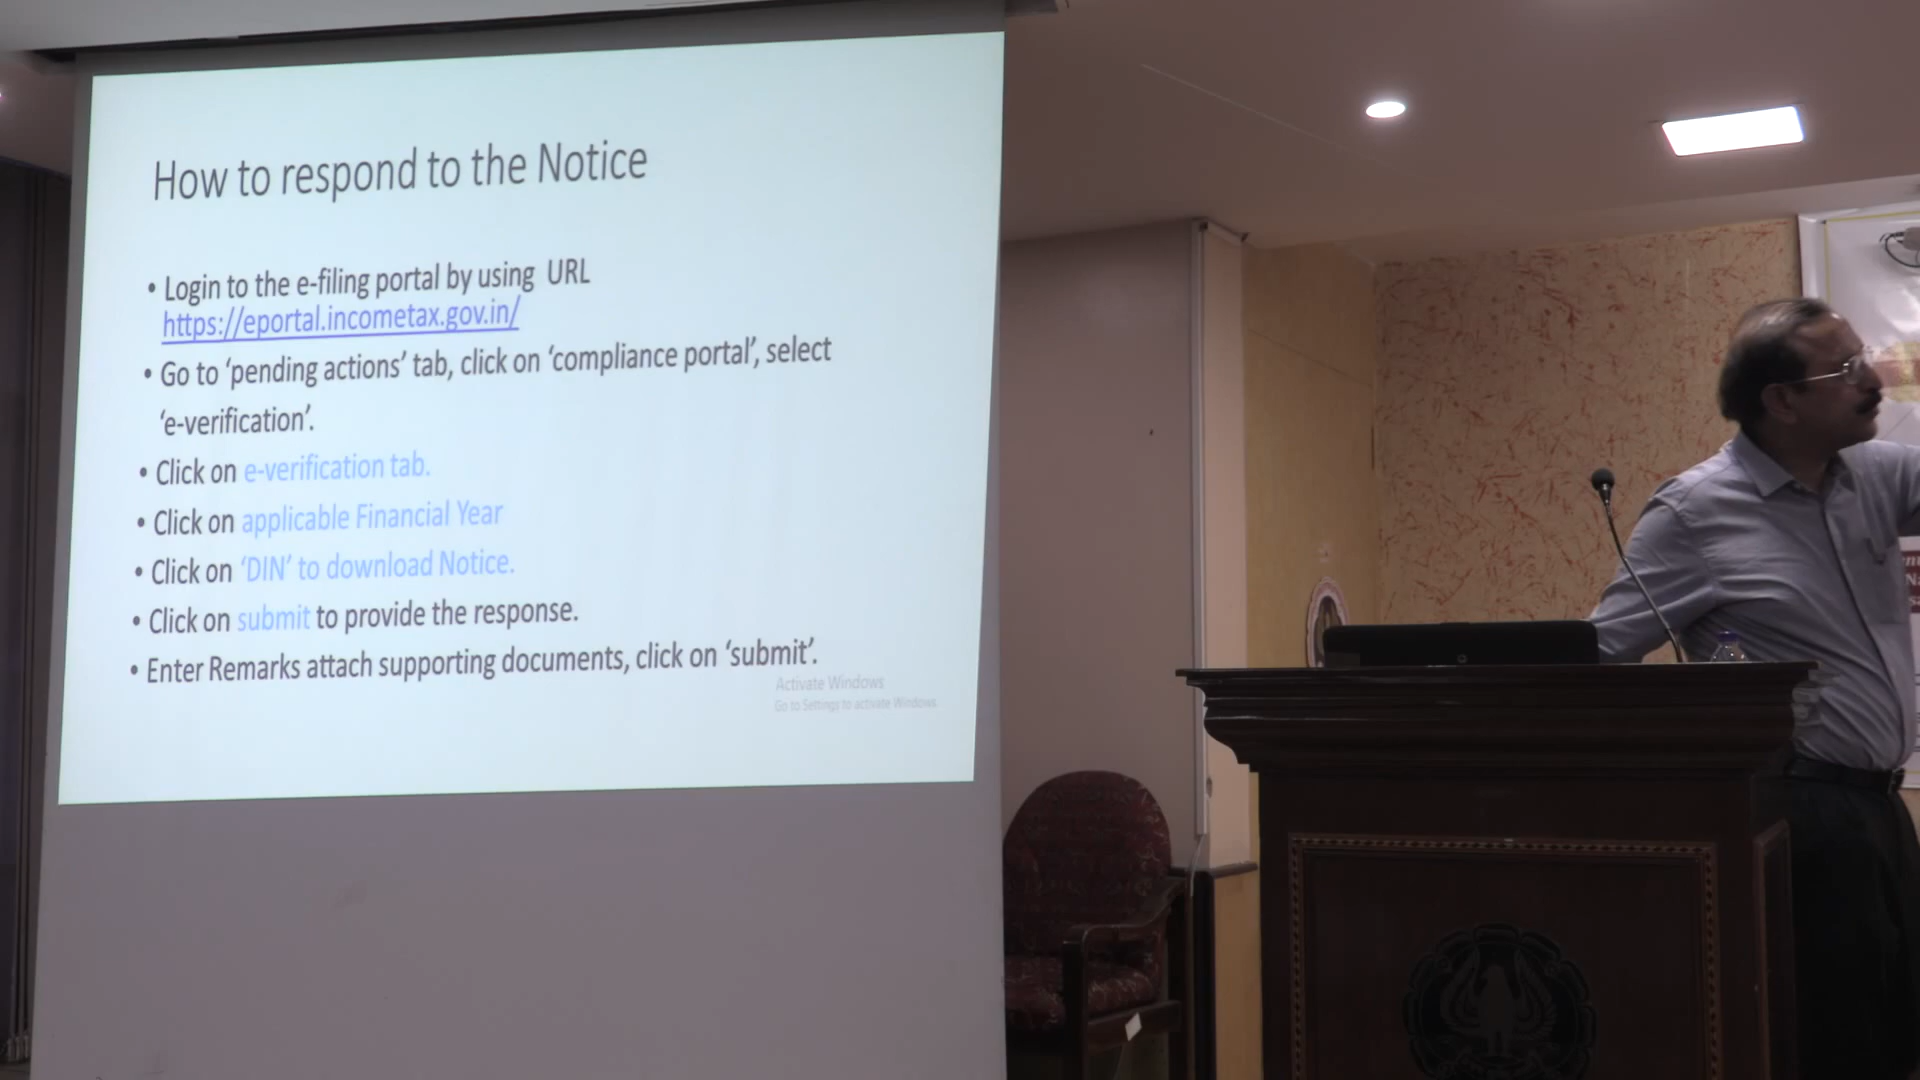 How to respond to the Notice
• Login to the e-filing portal by using URL
https://eportal.incometax.gov.in/
• Go to ‘pending actions’ tab, click on ‘compliance portal’, select
‘e-verification’.
• Click on e-verification tab.
• Click on applicable Financial Year
• Click on ‘DIN’ to download Notice.
• Click on submit to provide the response.
• Enter Remarks attach supporting documents, click on ‘submit’.
Activate Windows
Go to Settings to activate Windows.